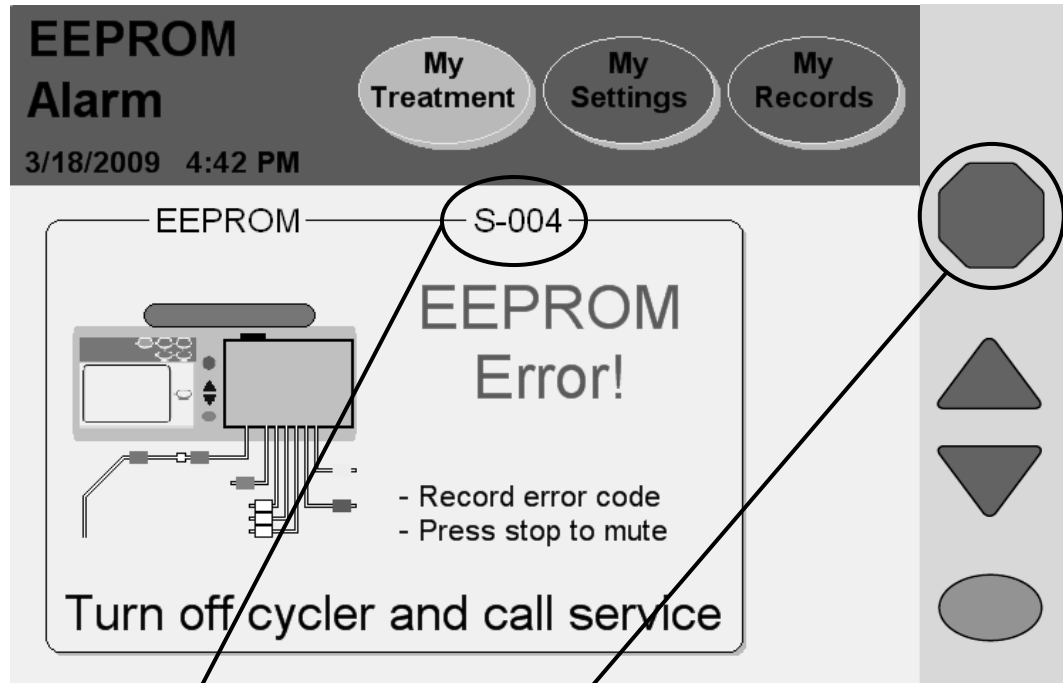 EEPROM
Alarm
3/18/2009 4:42 PM
My
Treatment
My
Settings
My
Records
EEPROM
S-004
EEPROM
Error!
- Record error code
- Press stop to mute
Turn off cycler and call service